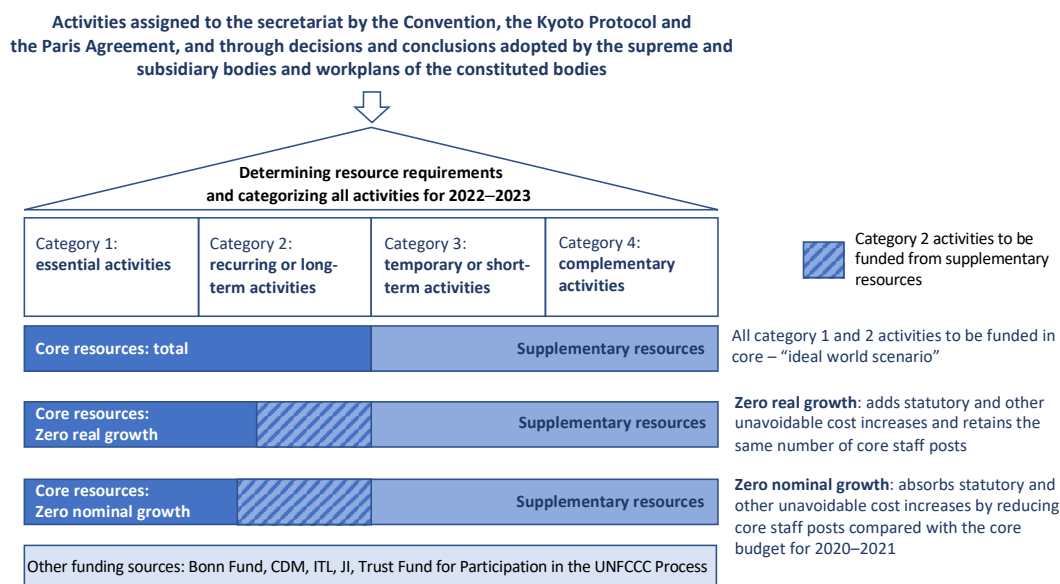 Activities assigned to the secretariat by the Convention, the Kyoto Protocol and
the Paris Agreement, and through decisions and conclusions adopted by the supreme and
subsidiary bodies and workplans of the constituted bodies
Determining resource requirements
and categorizing all activities for 2022–2023
Category 1:
essential activities
Category 2:
recurring or long-
term activities
Category 3:
temporary or short-
term activities
Category 4:
complementary
activities
Category 2 activities to be
funded from supplementary
resources
Core resources: total
Supplementary resources
All category 1 and 2 activities to be funded in
core – “ideal world scenario”
Core resources:
Zero real growth
Supplementary resources
Zero real growth: adds statutory and other
unavoidable cost increases and retains the
same number of core staff posts
Core resources:
Zero nominal growth
Supplementary resources
Zero nominal growth: absorbs statutory and
other unavoidable cost increases by reducing
core staff posts compared with the core
budget for 2020–2021
Other funding sources: Bonn Fund, CDM, ITL, JI, Trust Fund for Participation in the UNFCCC Process